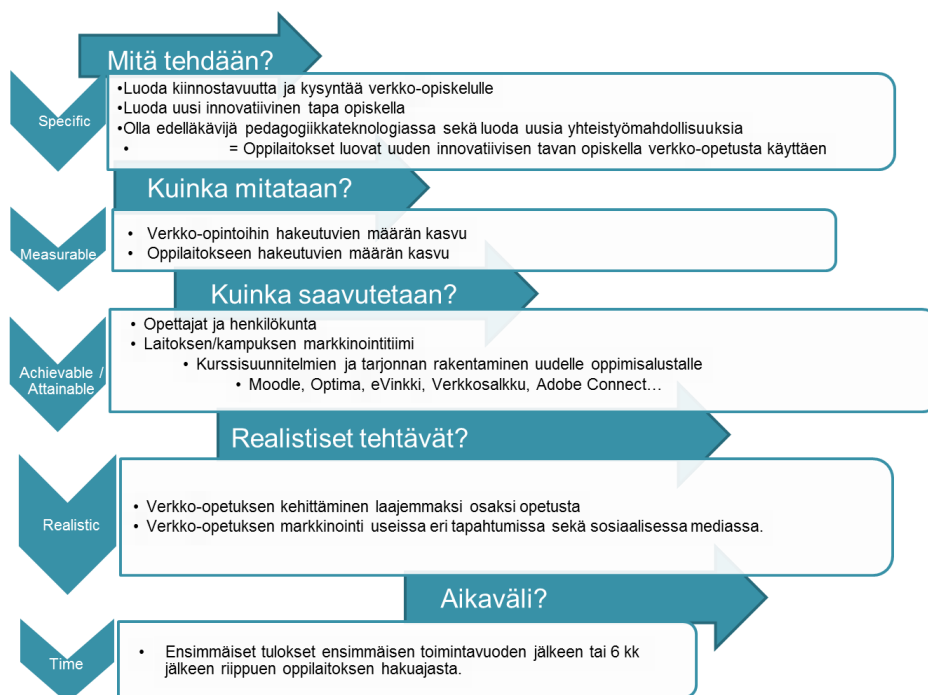 Mitä tehdään?
Specific
•Luoda kiinnostavuutta ja kysyntää verkko-opiskelulle
•Luoda uusi innovatiivinen tapa opiskella
•Olla edelläkävijä pedagogiikkateknologiassa sekä luoda uusia yhteistyömahdollisuuksia
• = Oppilaitokset luovat uuden innovatiivisen tavan opiskella verkko-opetusta käyttäen
Kuinka mitataan?
Measurable
• Verkko-opintoihin hakeutuvien määrän kasvu
• Oppilaitokseen hakeutuvien määrän kasvu
Kuinka saavutetaan?
Achievable /
Attainable
• Opettajat ja henkilökunta
• Laitoksen/kampuksen markkinointitiimi
• Kurssisuunnitelmien ja tarjonnan rakentaminen uudelle oppimisalustalle
• Moodle, Optima, eVinkki, Verkkosalkku, Adobe Connect…
Realistiset tehtävät?
Realistic
• Verkko-opetuksen kehittäminen laajemmaksi osaksi opetusta
• Verkko-opetuksen markkinointi useissa eri tapahtumissa sekä sosiaalisessa mediassa.
Aikaväli?
Time
• Ensimmäiset tulokset ensimmäisen toimintavuoden jälkeen tai 6 kk
jälkeen riippuen oppilaitoksen hakuajasta.